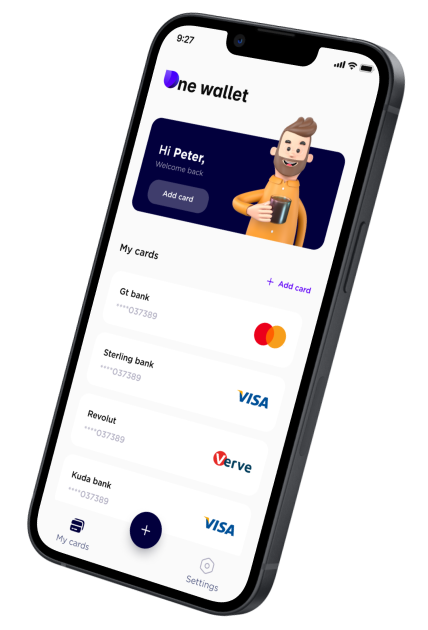 9:27
One wallet
Hi Peter,
Welcome back
Add card
My cards
+ Add card
Gt bank
****037389
Sterling bank
****037389
VISA
Revolut
****037389
Verve
Kuda bank
****037389
VISA
+
My cards
Settings